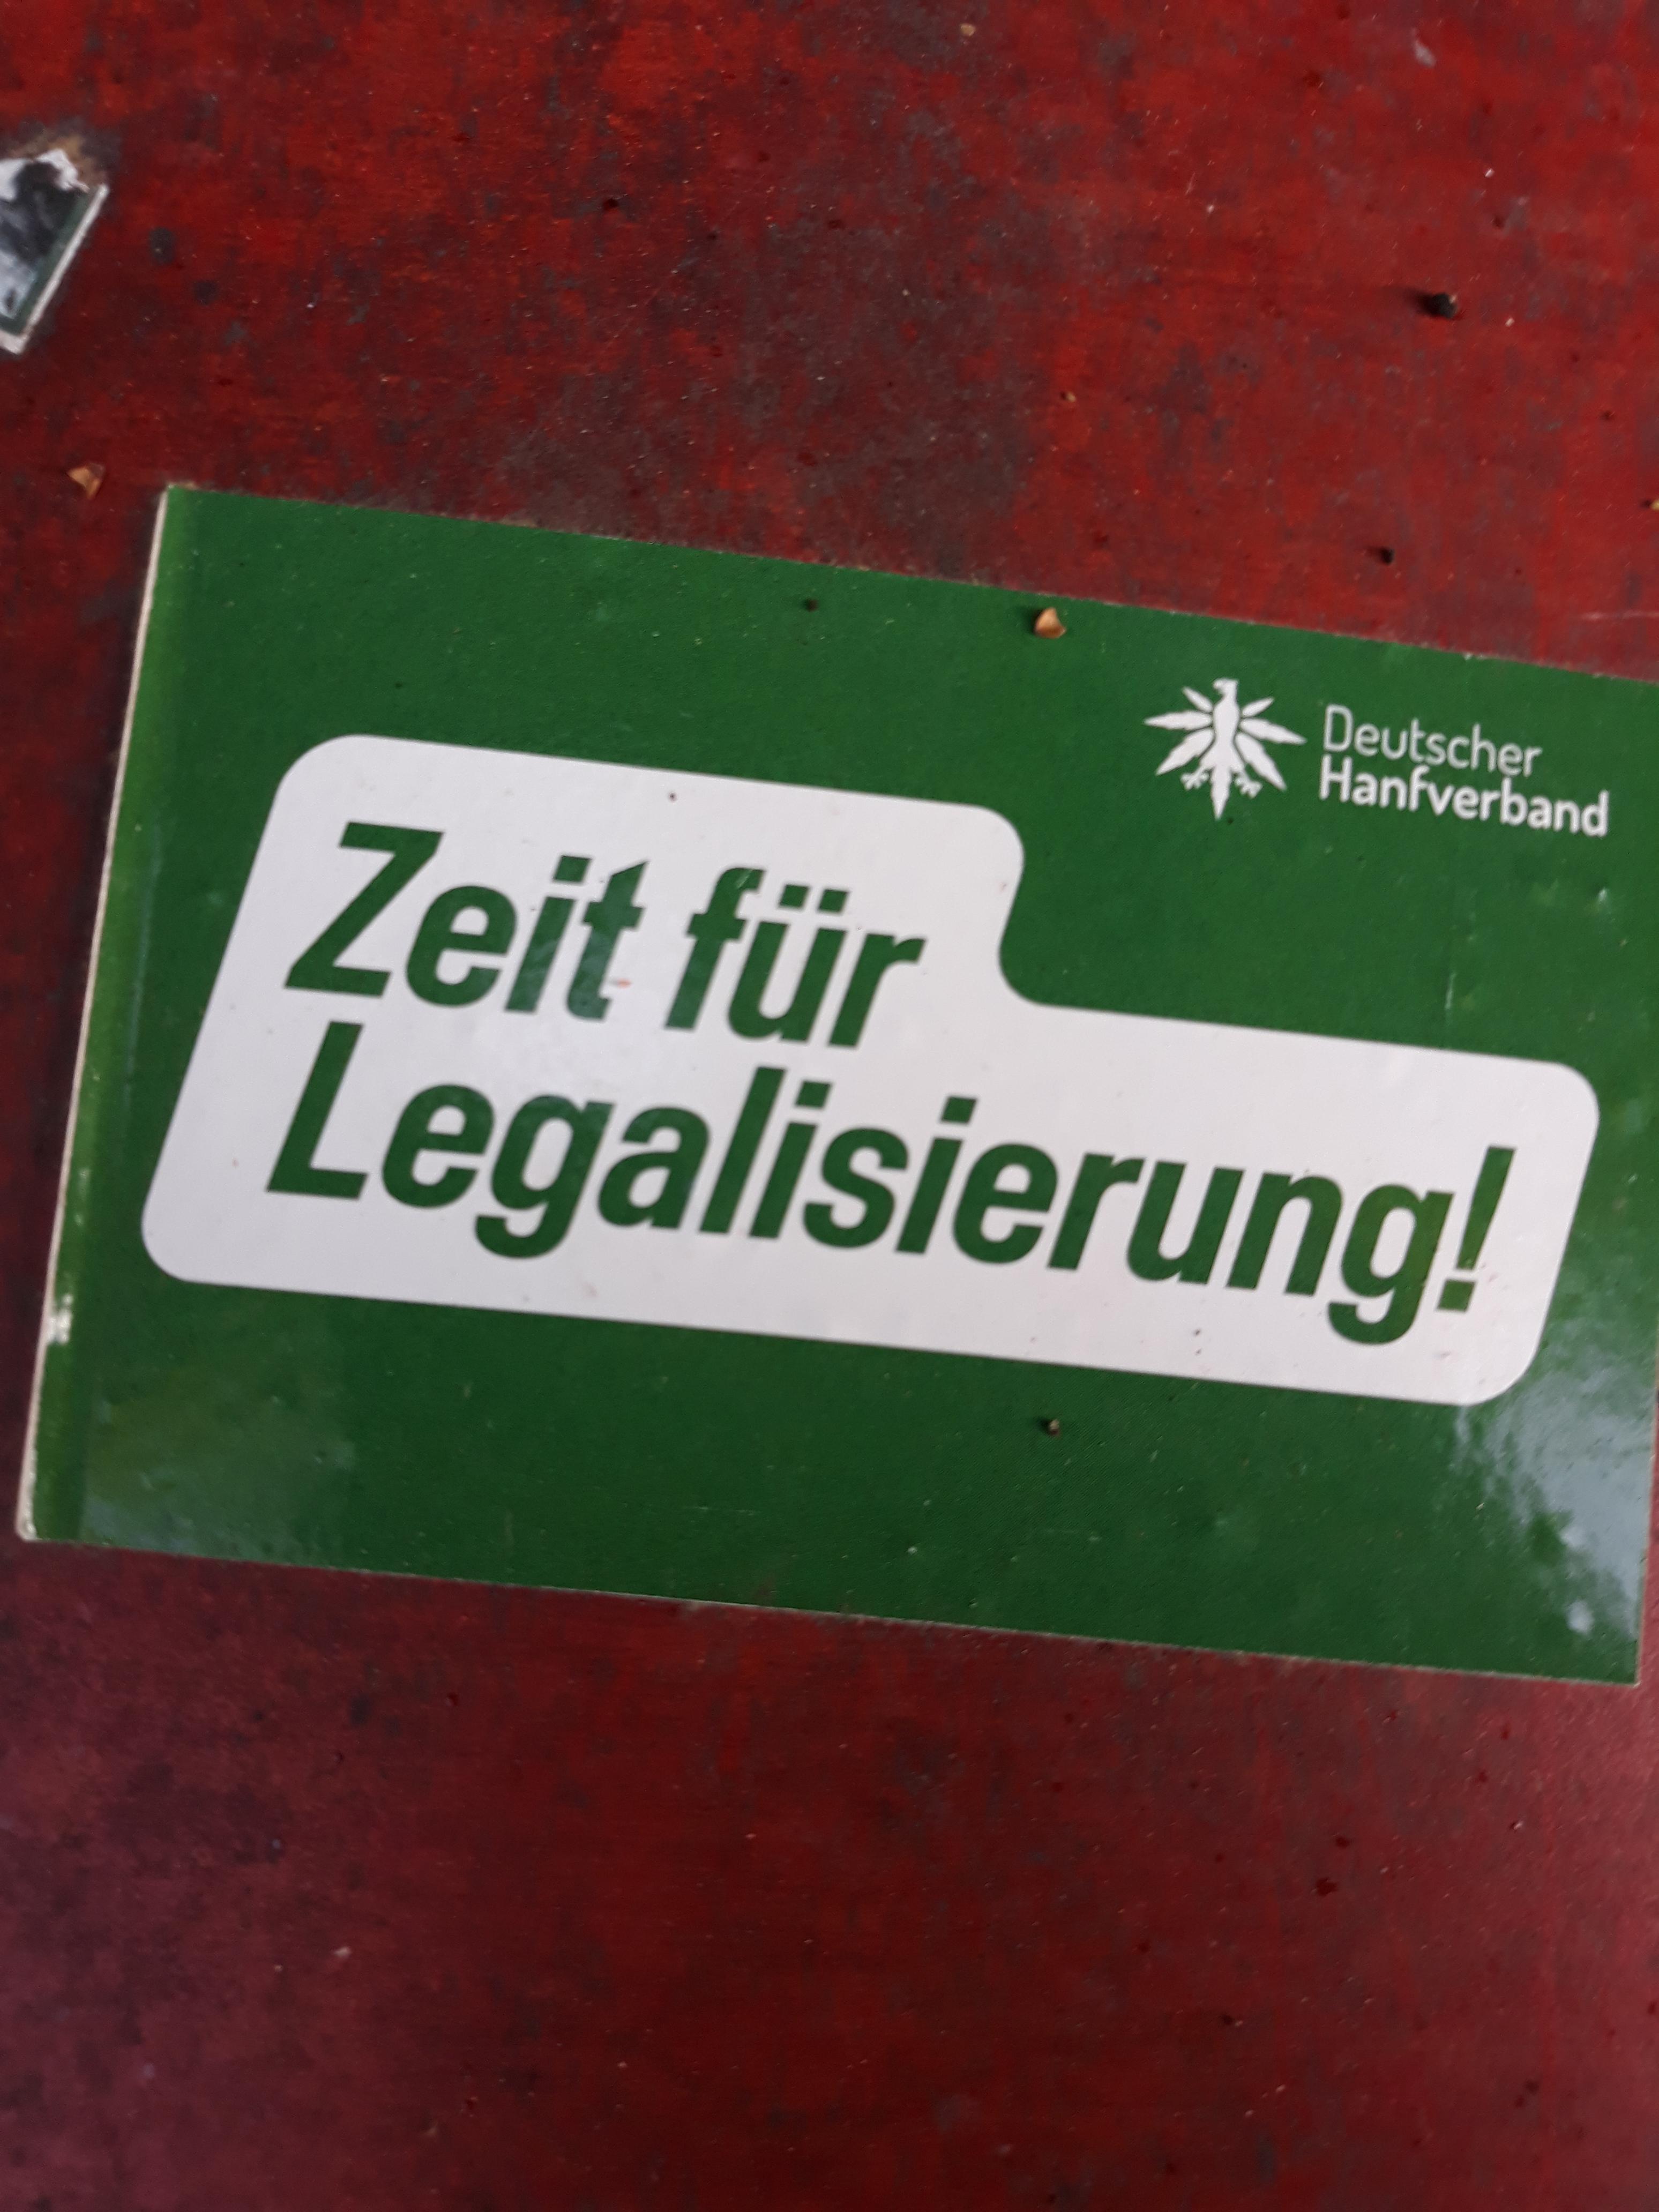 Deutscher
Hanfverband
Zeit für
Legalisierung!